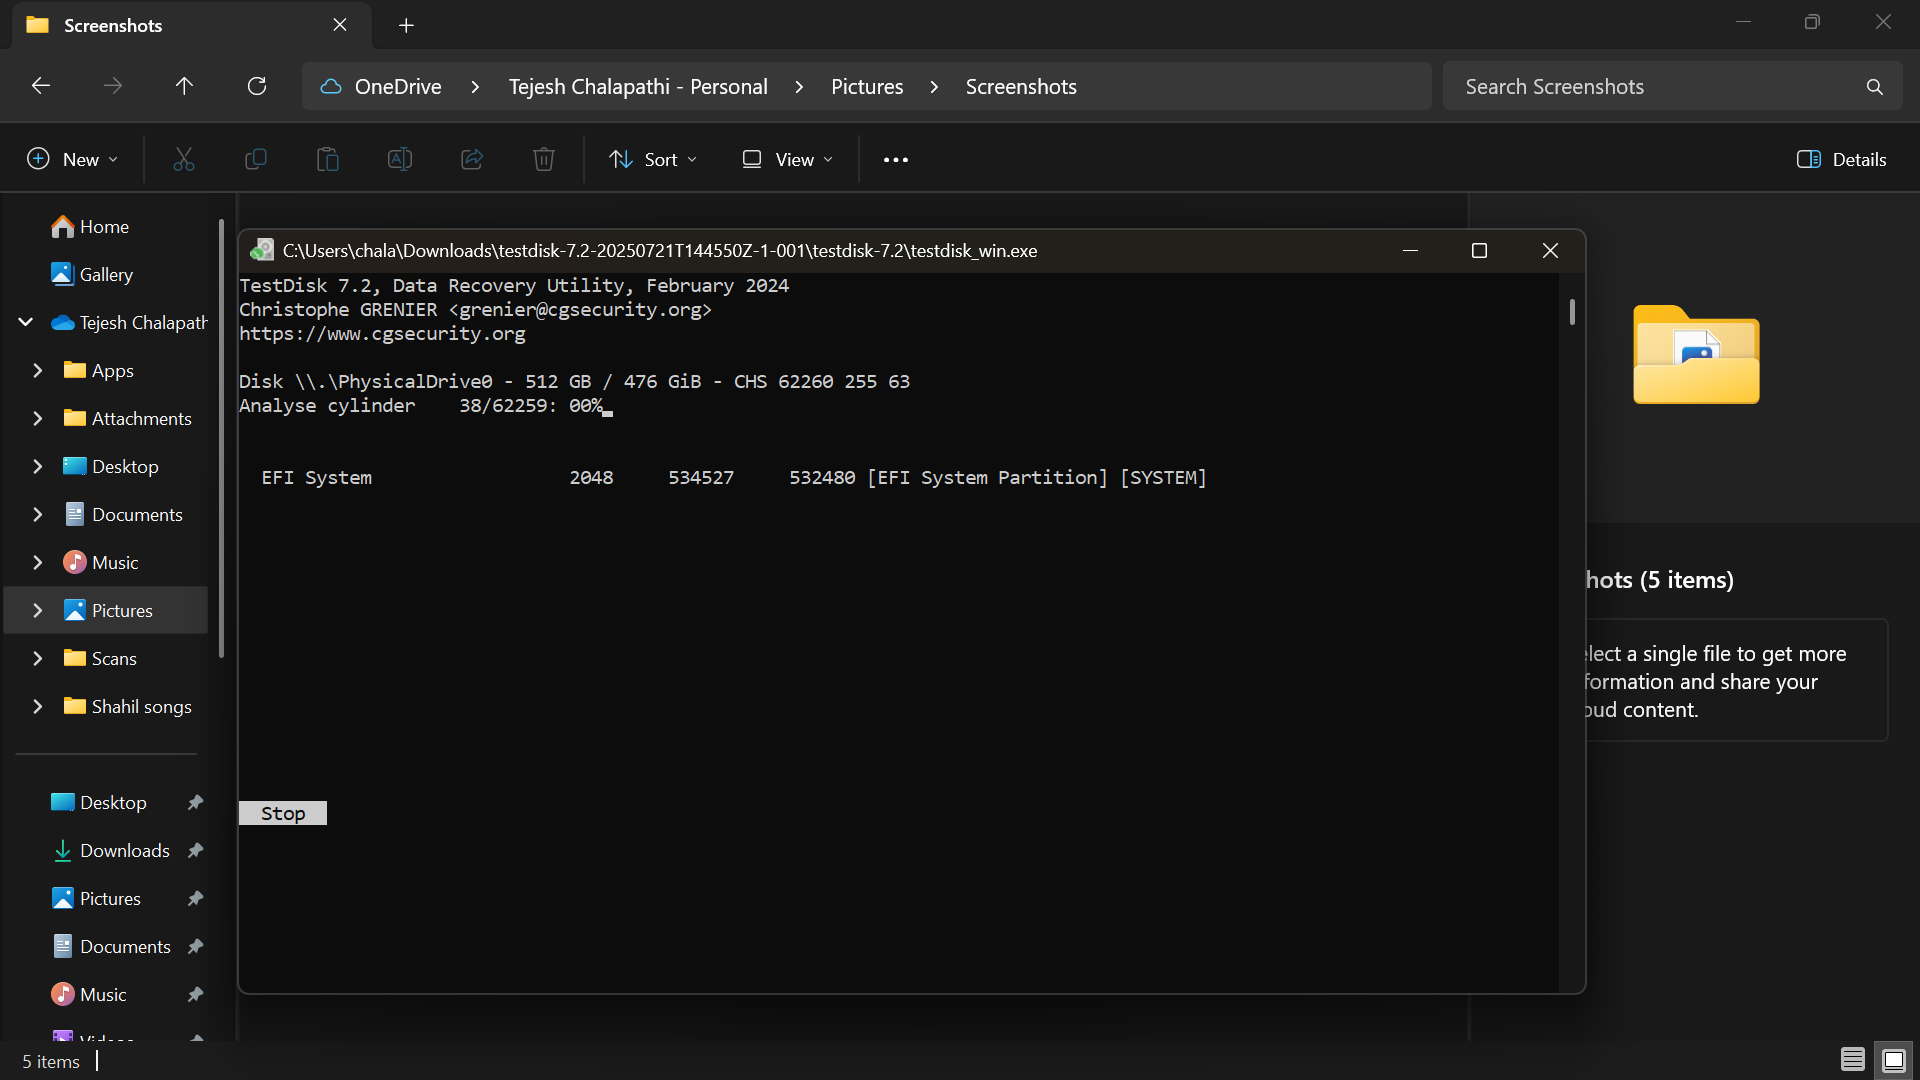 Screenshots
OneDrive > Tejesh Chalapathi - Personal > Pictures > Screenshots
Search Screenshots
New
Sort
View
Details
Home
Gallery
Tejesh Chalapath
Apps
Attachments
Desktop
Documents
Music
Pictures
Scans
Shahil songs
Desktop
Downloads
Pictures
Documents
Music
C:\Users\chala\Downloads\testdisk-7.2-20250721T144550Z-1-001\testdisk-7.2\testdisk_win.exe
TestDisk 7.2, Data Recovery Utility, February 2024
Christophe GRENIER <grenier@cgsecurity.org>
https://www.cgsecurity.org
Disk \\.\PhysicalDrive0 - 512 GB / 476 GiB - CHS 62260 255 63
Analyse cylinder    38/62259: 00%
EFI System                  2048     534527     532480 [EFI System Partition] [SYSTEM]
Stop
hots (5 items)
lect a single file to get more
formation and share your
oud content.
5 items